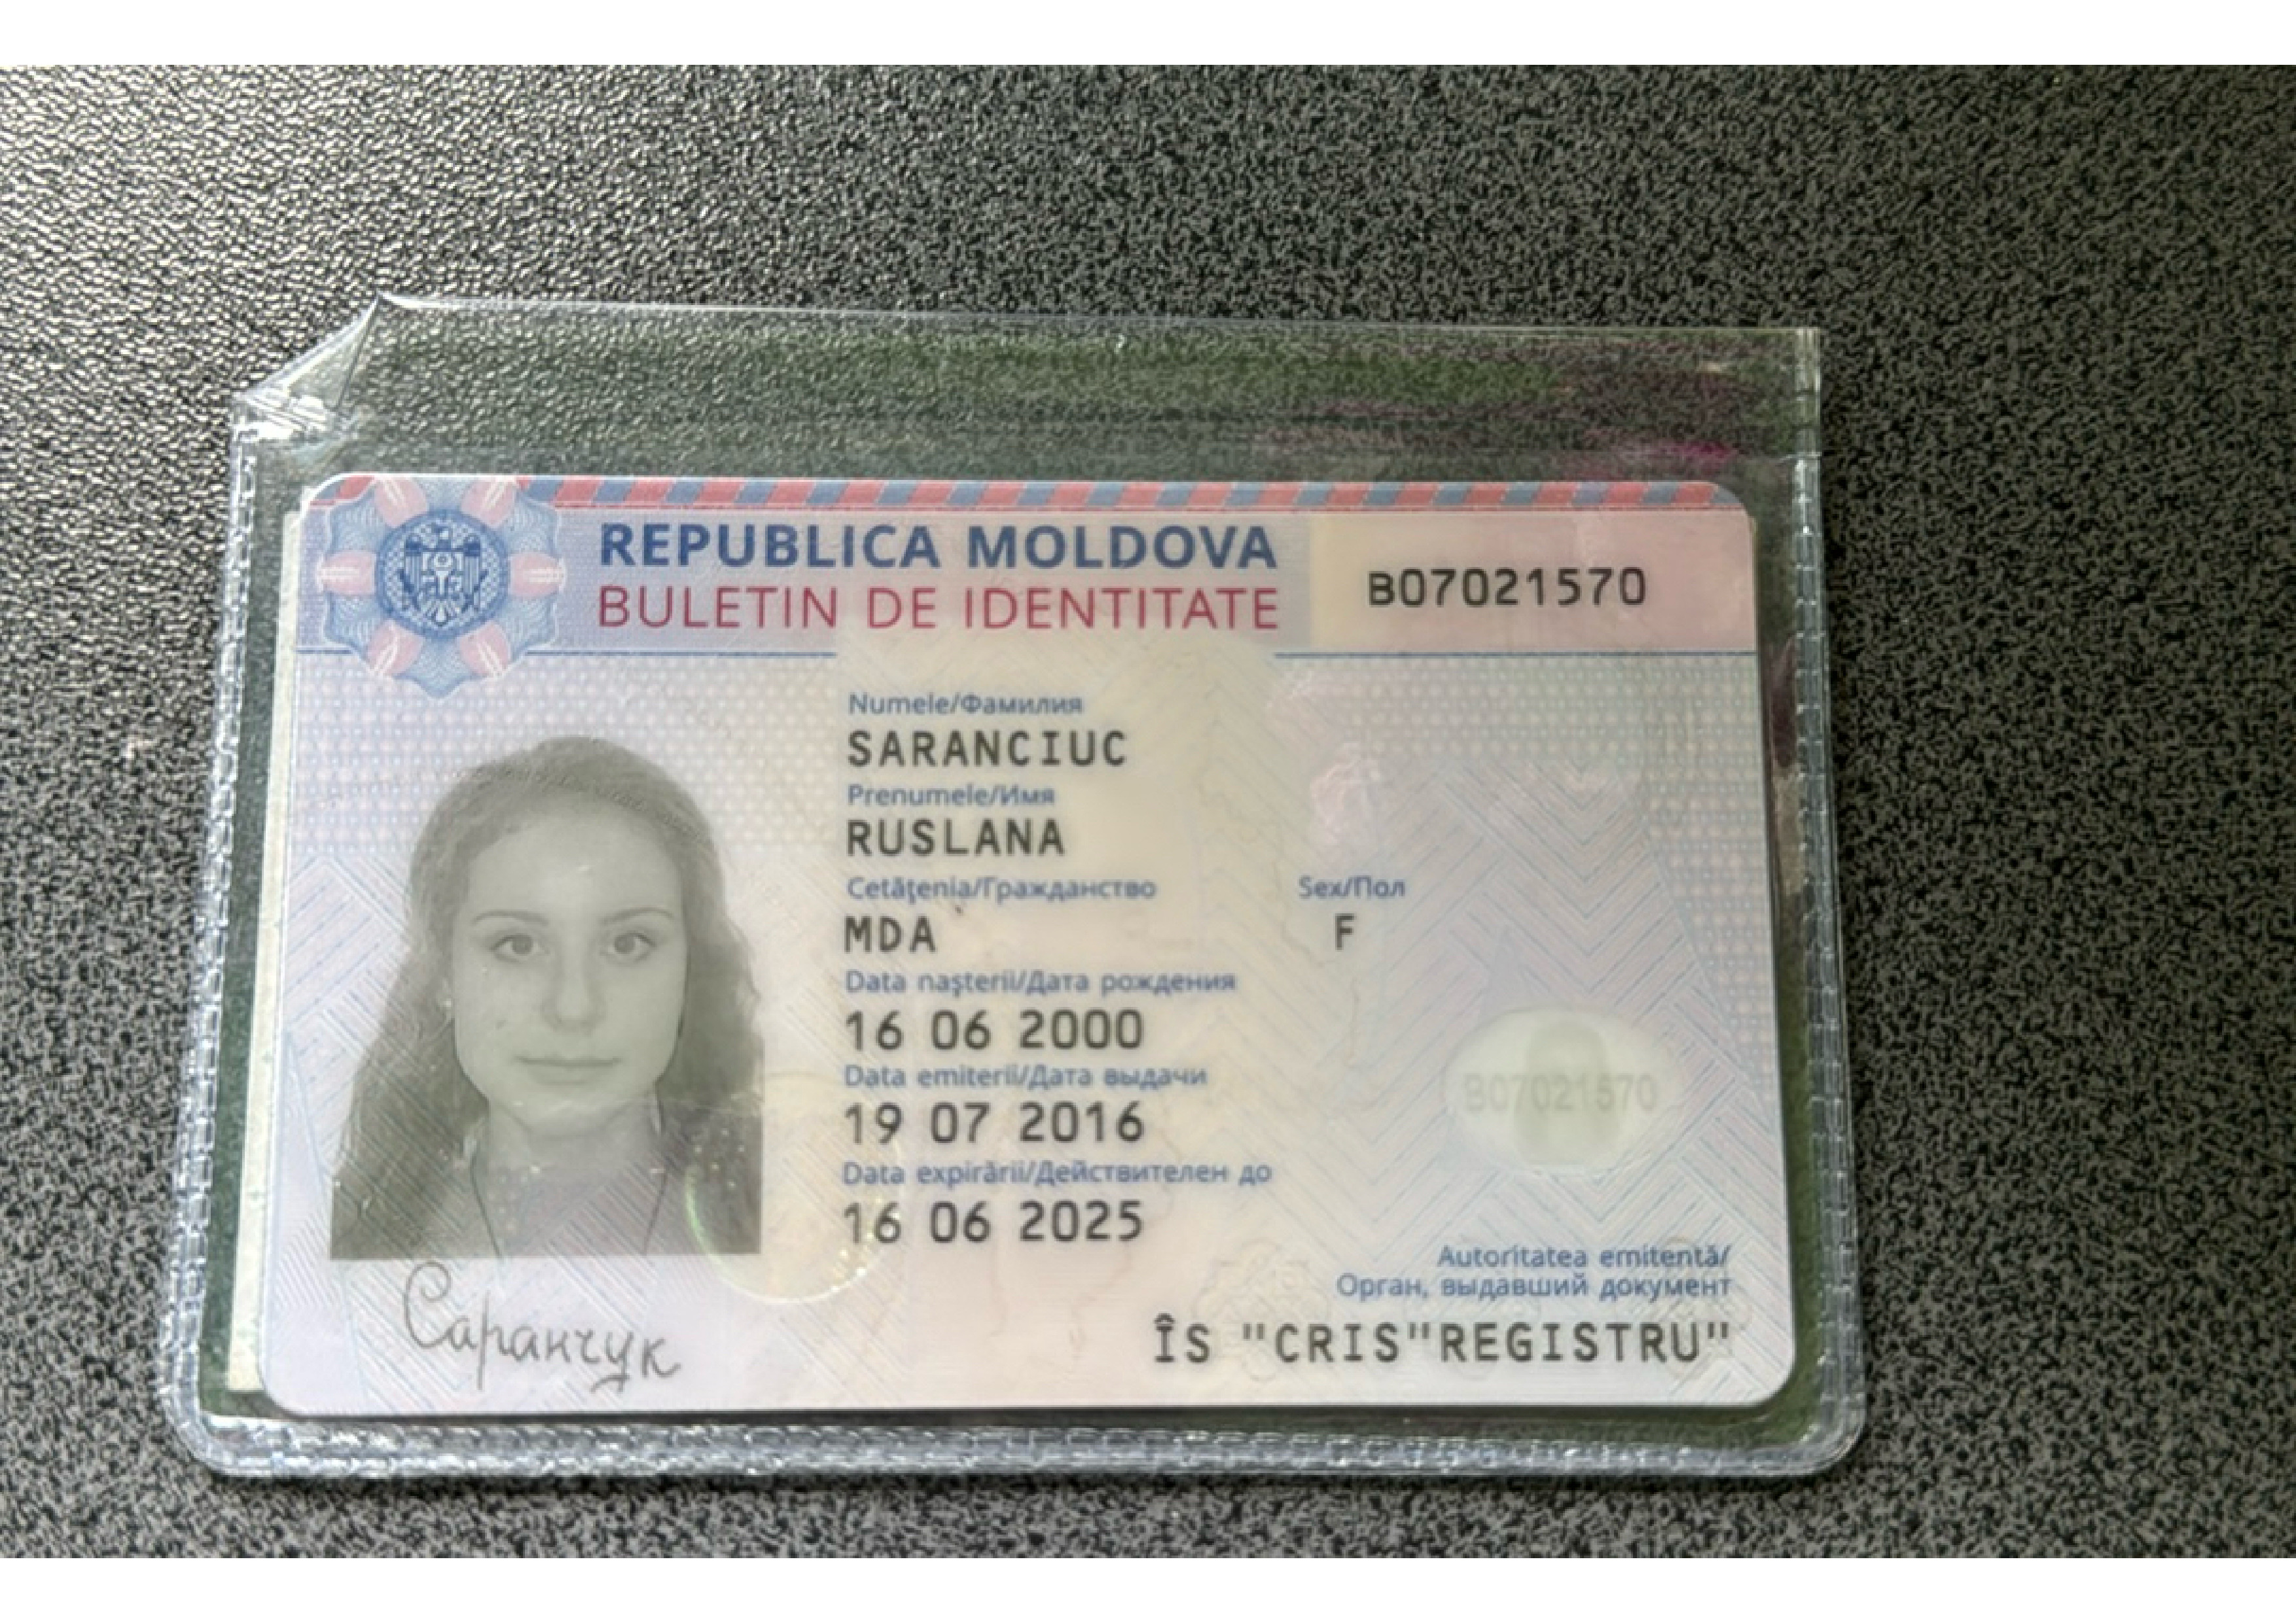 REPUBLICA MOLDOVA
BULETIN DE IDENTITATE
B07021570
Numele/Фамилия
SARANCIUC
Prenumele/Имя
RUSLANA
Cetăţenia/Гражданство
MDA
Sex/Пол
F
Data naşterii/Дата рождения
16 06 2000
Data emiterii/Дата выдачи
19 07 2016
Data expirării/Действителен до
16 06 2025
B07021570
Autoritatea emitentă/
Орган, выдавший документ
ÎS "CRIS"REGISTRU"
Саранчук